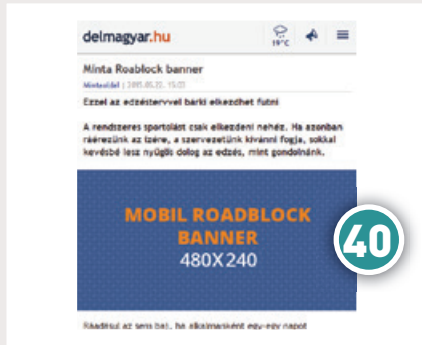 delmagyar.hu
19°C
Minta Roablock banner
Mintaoldal | 2015.05.22. 15:03
Ezzel az edzéstervvel bárki elkezdhet futni
A rendszeres sportolást csak elkezdeni nehéz. Ha azonban
ráérezünk az ízére, a szervezetünk kívánni fogja, sokkal
kevésbé lesz nyűgös dolog az edzés, mint gondolnánk.
MOBIL ROADBLOCK
BANNER
480X240
40
Ráadásul az sem baj, ha alkalmanként egy-egy napot